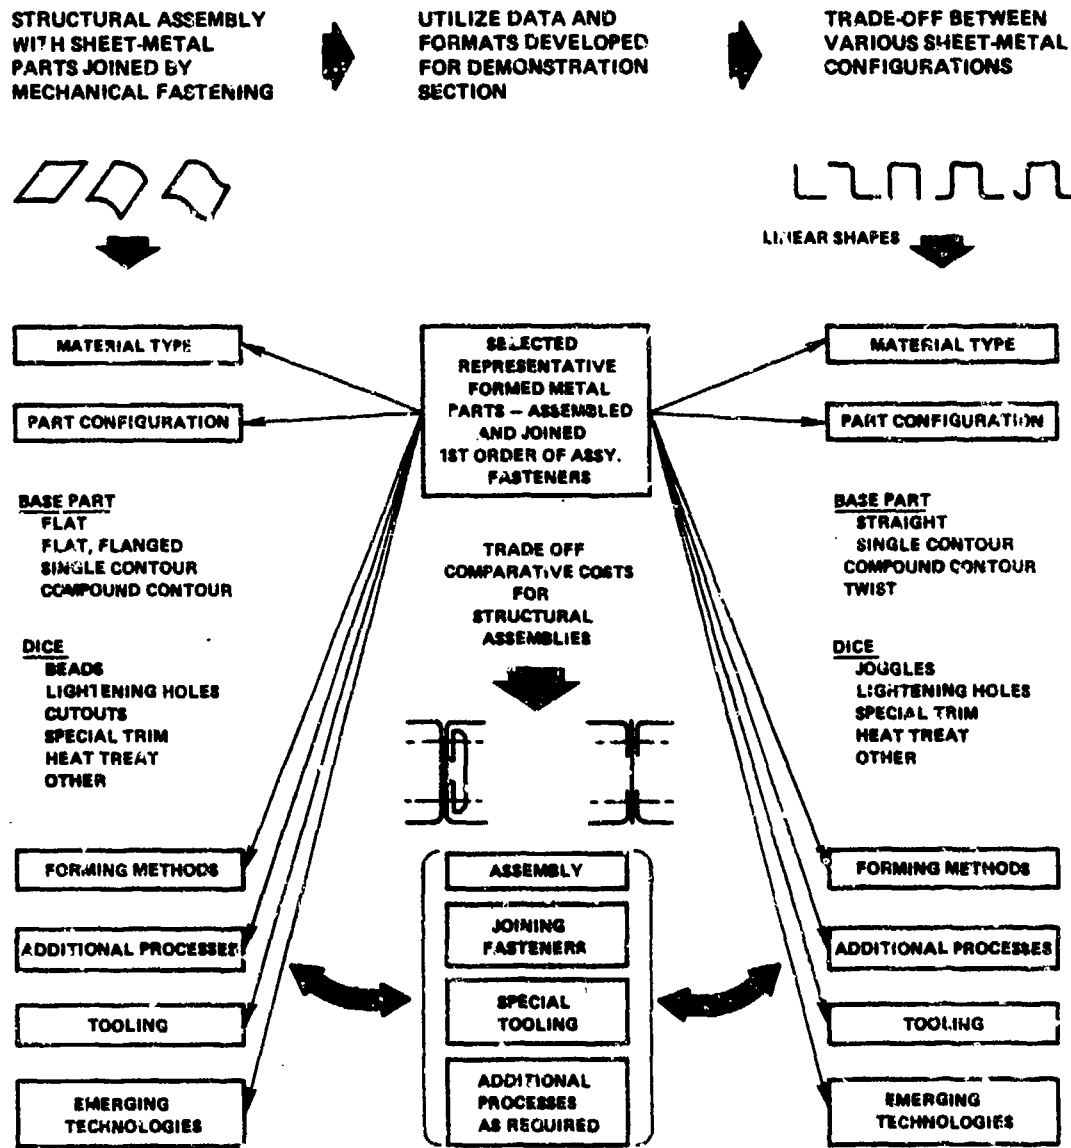 STRUCTURAL ASSEMBLY
WITH SHEET-METAL
PARTS JOINED BY
MECHANICAL FASTENING
UTILIZE DATA AND
FORMATS DEVELOPED
FOR DEMONSTRATION
SECTION
TRADE-OFF BETWEEN
VARIOUS SHEET-METAL
CONFIGURATIONS
LINEAR SHAPES
MATERIAL TYPE
PART CONFIGURATION
BASE PART
FLAT
FLAT, FLANGED
SINGLE CONTOUR
COMPOUND CONTOUR
DICE
BEADS
LIGHTENING HOLES
CUTOUTS
SPECIAL TRIM
HEAT TREAT
OTHER
FORMING METHODS
ADDITIONAL PROCESSES
TOOLING
EMERGING
TECHNOLOGIES
SELECTED
REPRESENTATIVE
FORMED METAL
PARTS – ASSEMBLED
AND JOINED
1ST ORDER OF ASSY.
FASTENERS
TRADE OFF
COMPARATIVE COSTS
FOR
STRUCTURAL
ASSEMBLIES
ASSEMBLY
JOINING
FASTENERS
SPECIAL
TOOLING
ADDITIONAL
PROCESSES
AS REQUIRED
MATERIAL TYPE
PART CONFIGURATION
BASE PART
STRAIGHT
SINGLE CONTOUR
COMPOUND CONTOUR
TWIST
DICE
JOGGLES
LIGHTENING HOLES
SPECIAL TRIM
HEAT TREAT
OTHER
FORMING METHODS
ADDITIONAL PROCESSES
TOOLING
EMERGING
TECHNOLOGIES